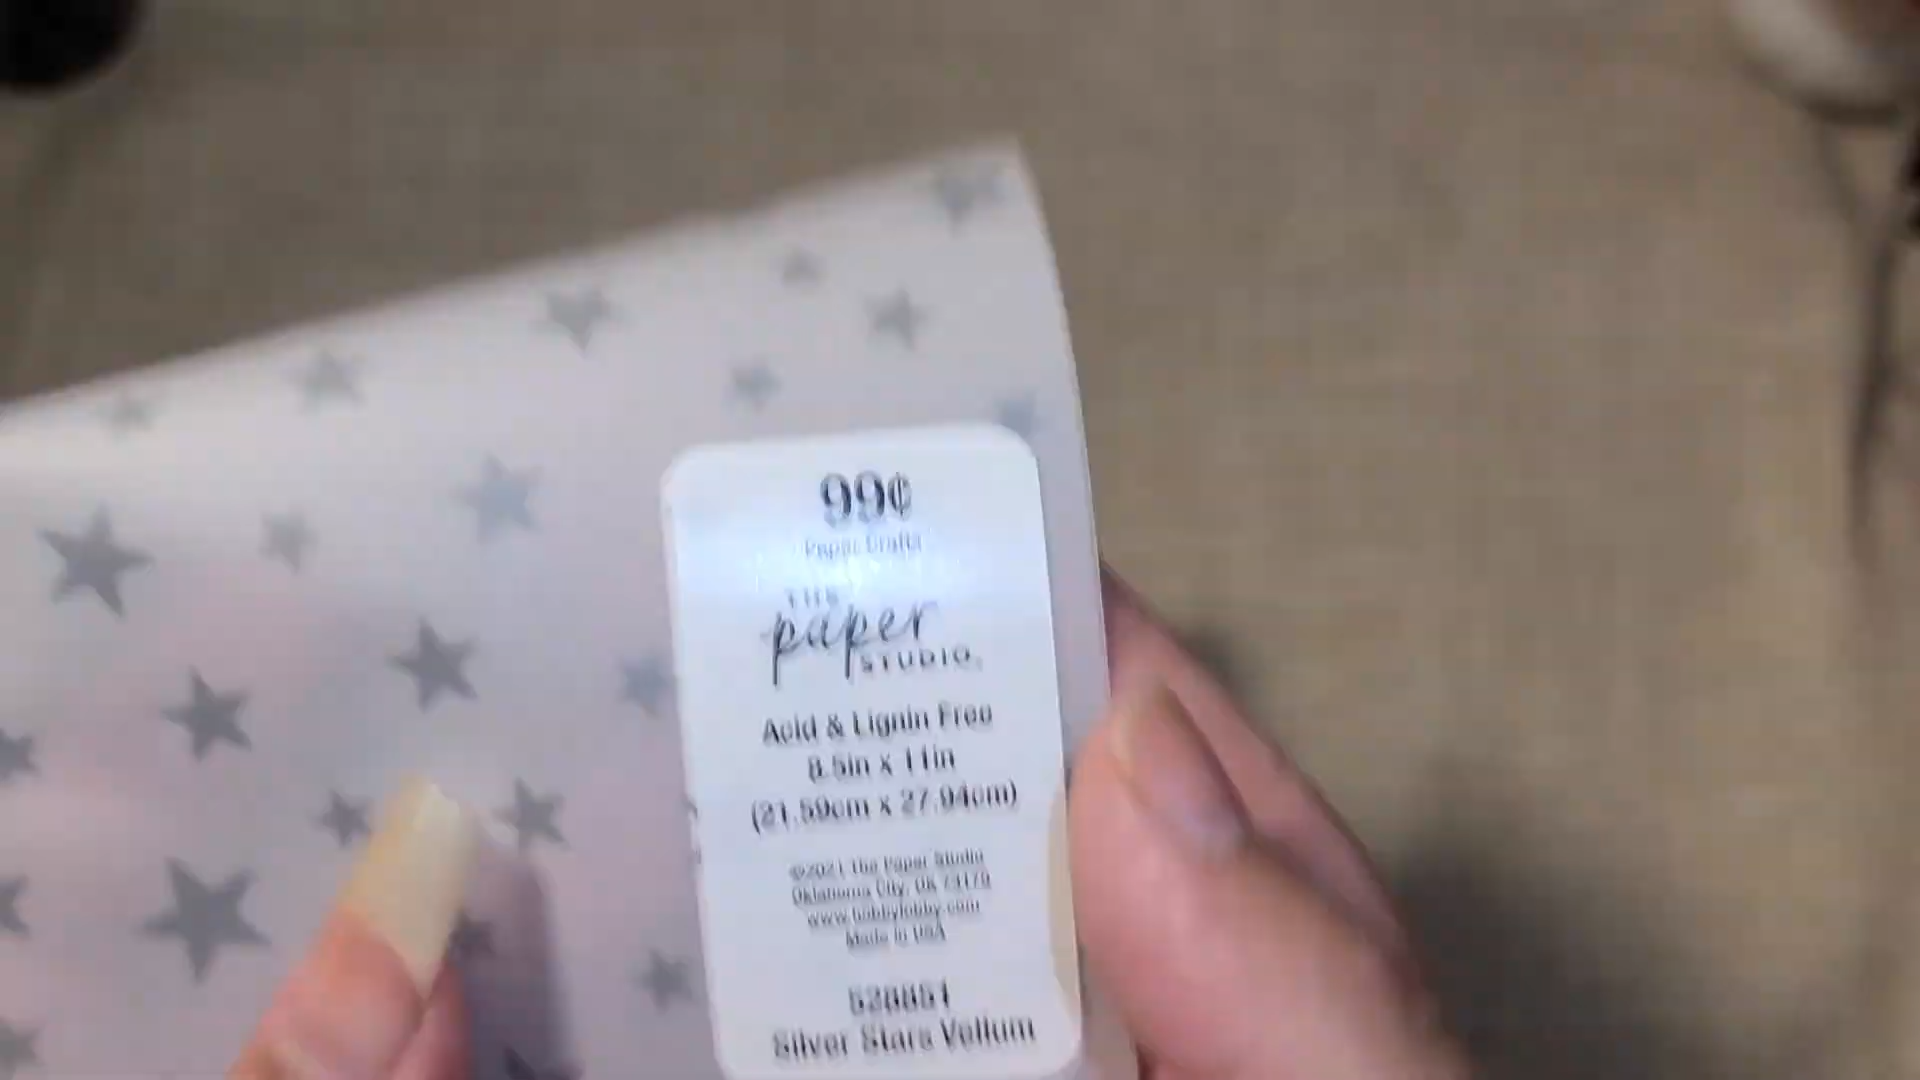 99¢
Paper Crafts
THE
paper
STUDIO
Acid & Lignin Free
8.5in x 11in
(21.59cm x 27.94cm)
©2021 The Paper Studio
Oklahoma City, OK 73179
www.hobbylobby.com
Made in USA
Silver Stars Vellum